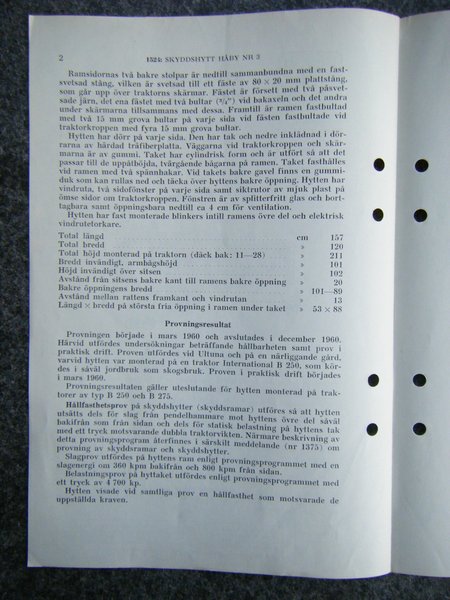 2 1524: SKYDDSHYTT HÅBY NR 3
Ramsidornas två bakre stolpar är nedtill sammanbundna med en fast-
svetsad stång, vilken är svetsad till ett fäste av 80 × 20 mm plattstång,
som går upp över traktorns skärmar. Fästet är försett med två påsvet-
sade järn, det ena fästet med två bultar (³/₄") vid bakaxeln och det andra
under skärmarna tillsammans med dessa. Framtill är ramen fastbultad
med två 15 mm grova bultar på varje sida vid fästen fastbultade vid
traktorkroppen med fyra 15 mm grova bultar.
Hytten har dörr på varje sida. Den har tak och nedre inklädnad i dör-
rarna av härdad träfiberplatta. Väggarna vid traktorkroppen och skär-
marna är av gummi. Taket har cylindrisk form och är utfört så att det
passar till de uppåtböjda, tvärgående bågarna på ramen. Taket fasthålles
vid ramen med två spännhakar. Vid takets bakre gavel finns en gummi-
duk som kan rullas ned och täcka över hyttens bakre öppning. Hytten har
vindruta, två sidofönster på varje sida samt siktrutor av mjuk plast på
ömse sidor om traktorkroppen. Fönstren är av splitterfritt glas och bort-
tagbara samt öppningsbara nedtill ca 4 cm för ventilation.
Hytten har fast monterade blinkers intill ramens övre del och elektrisk
vindrutetorkare.
Total längd cm 157
Total bredd » 120
Total höjd monterad på traktorn (däck bak: 11—28) » 211
Bredd invändigt, armbågshöjd » 101
Höjd invändigt över sitsen » 102
Avstånd från sitsens bakre kant till ramens bakre öppning » 20
Bakre öppningens bredd » 101—89
Avstånd mellan rattens framkant och vindrutan » 13
Längd × bredd på största fria öppning i ramen under taket » 53 × 88
Provningsresultat
Provningen började i mars 1960 och avslutades i december 1960.
Härvid utfördes undersökningar beträffande hållbarheten samt prov i
praktisk drift. Proven utfördes vid Ultuna och på en närliggande gård,
varvid hytten var monterad på en traktor International B 250, som kör-
des i såväl jordbruk som skogsbruk. Proven i praktisk drift började
i mars 1960.
Provningsresultaten gäller uteslutande för hytten monterad på trak-
torer av typ B 250 och B 275.
Hållfasthetsprov på skyddshytter (skyddsramar) utföres så att hytten
utsätts dels för slag från pendelhammare mot hyttens övre del såväl
bakifrån som från sidan och dels för statisk belastning på hyttens tak
med ett tryck motsvarande dubbla traktorvikten. Närmare beskrivning av
detta provningsprogram återfinnes i särskilt meddelande (nr 1375) om
provning av skyddsramar och skyddshytter.
Slagprov utfördes på hyttens ram enligt provningsprogrammet med en
slagenergi om 360 kpm bakifrån och 800 kpm från sidan.
Belastningsprov på hyttaket utfördes enligt provningsprogrammet med
ett tryck av 4 700 kp.
Hytten visade vid samtliga prov en hållfasthet som motsvarade de
uppställda kraven.